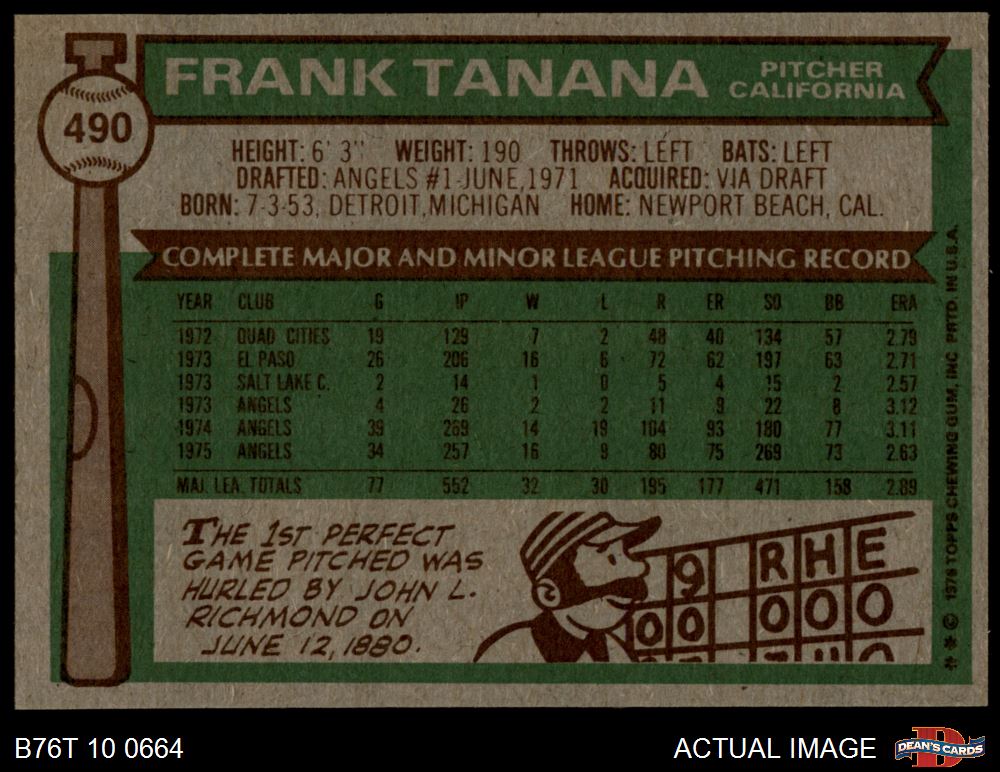 FRANK TANANA
PITCHER
CALIFORNIA
490
HEIGHT: 6' 3" WEIGHT: 190 THROWS: LEFT BATS: LEFT
DRAFTED: ANGELS #1-JUNE, 1971 ACQUIRED: VIA DRAFT
BORN: 7-3-53, DETROIT, MICHIGAN HOME: NEWPORT BEACH, CAL.
COMPLETE MAJOR AND MINOR LEAGUE PITCHING RECORD
YEAR CLUB G IP W L R ER SO BB ERA
1972 QUAD CITIES 19 129 7 2 48 40 134 57 2.79
1973 EL PASO 26 206 16 6 72 62 197 63 2.71
1973 SALT LAKE C. 2 14 1 0 5 4 15 2 2.57
1973 ANGELS 4 26 2 2 11 9 22 8 3.12
1974 ANGELS 39 269 14 19 104 93 180 77 3.11
1975 ANGELS 34 257 16 9 80 75 269 73 2.63
MAJ. LEA. TOTALS 77 552 32 30 195 177 471 158 2.89
THE 1ST PERFECT
GAME PITCHED WAS
HURLED BY JOHN L.
RICHMOND ON
JUNE 12, 1880.
9 R H E
0 0 0 0 0
* * © 1976 TOPPS CHEWING GUM, INC PRTD. IN U.S.A.
B76T 10 0664
ACTUAL IMAGE
D
DEAN'S CARDS